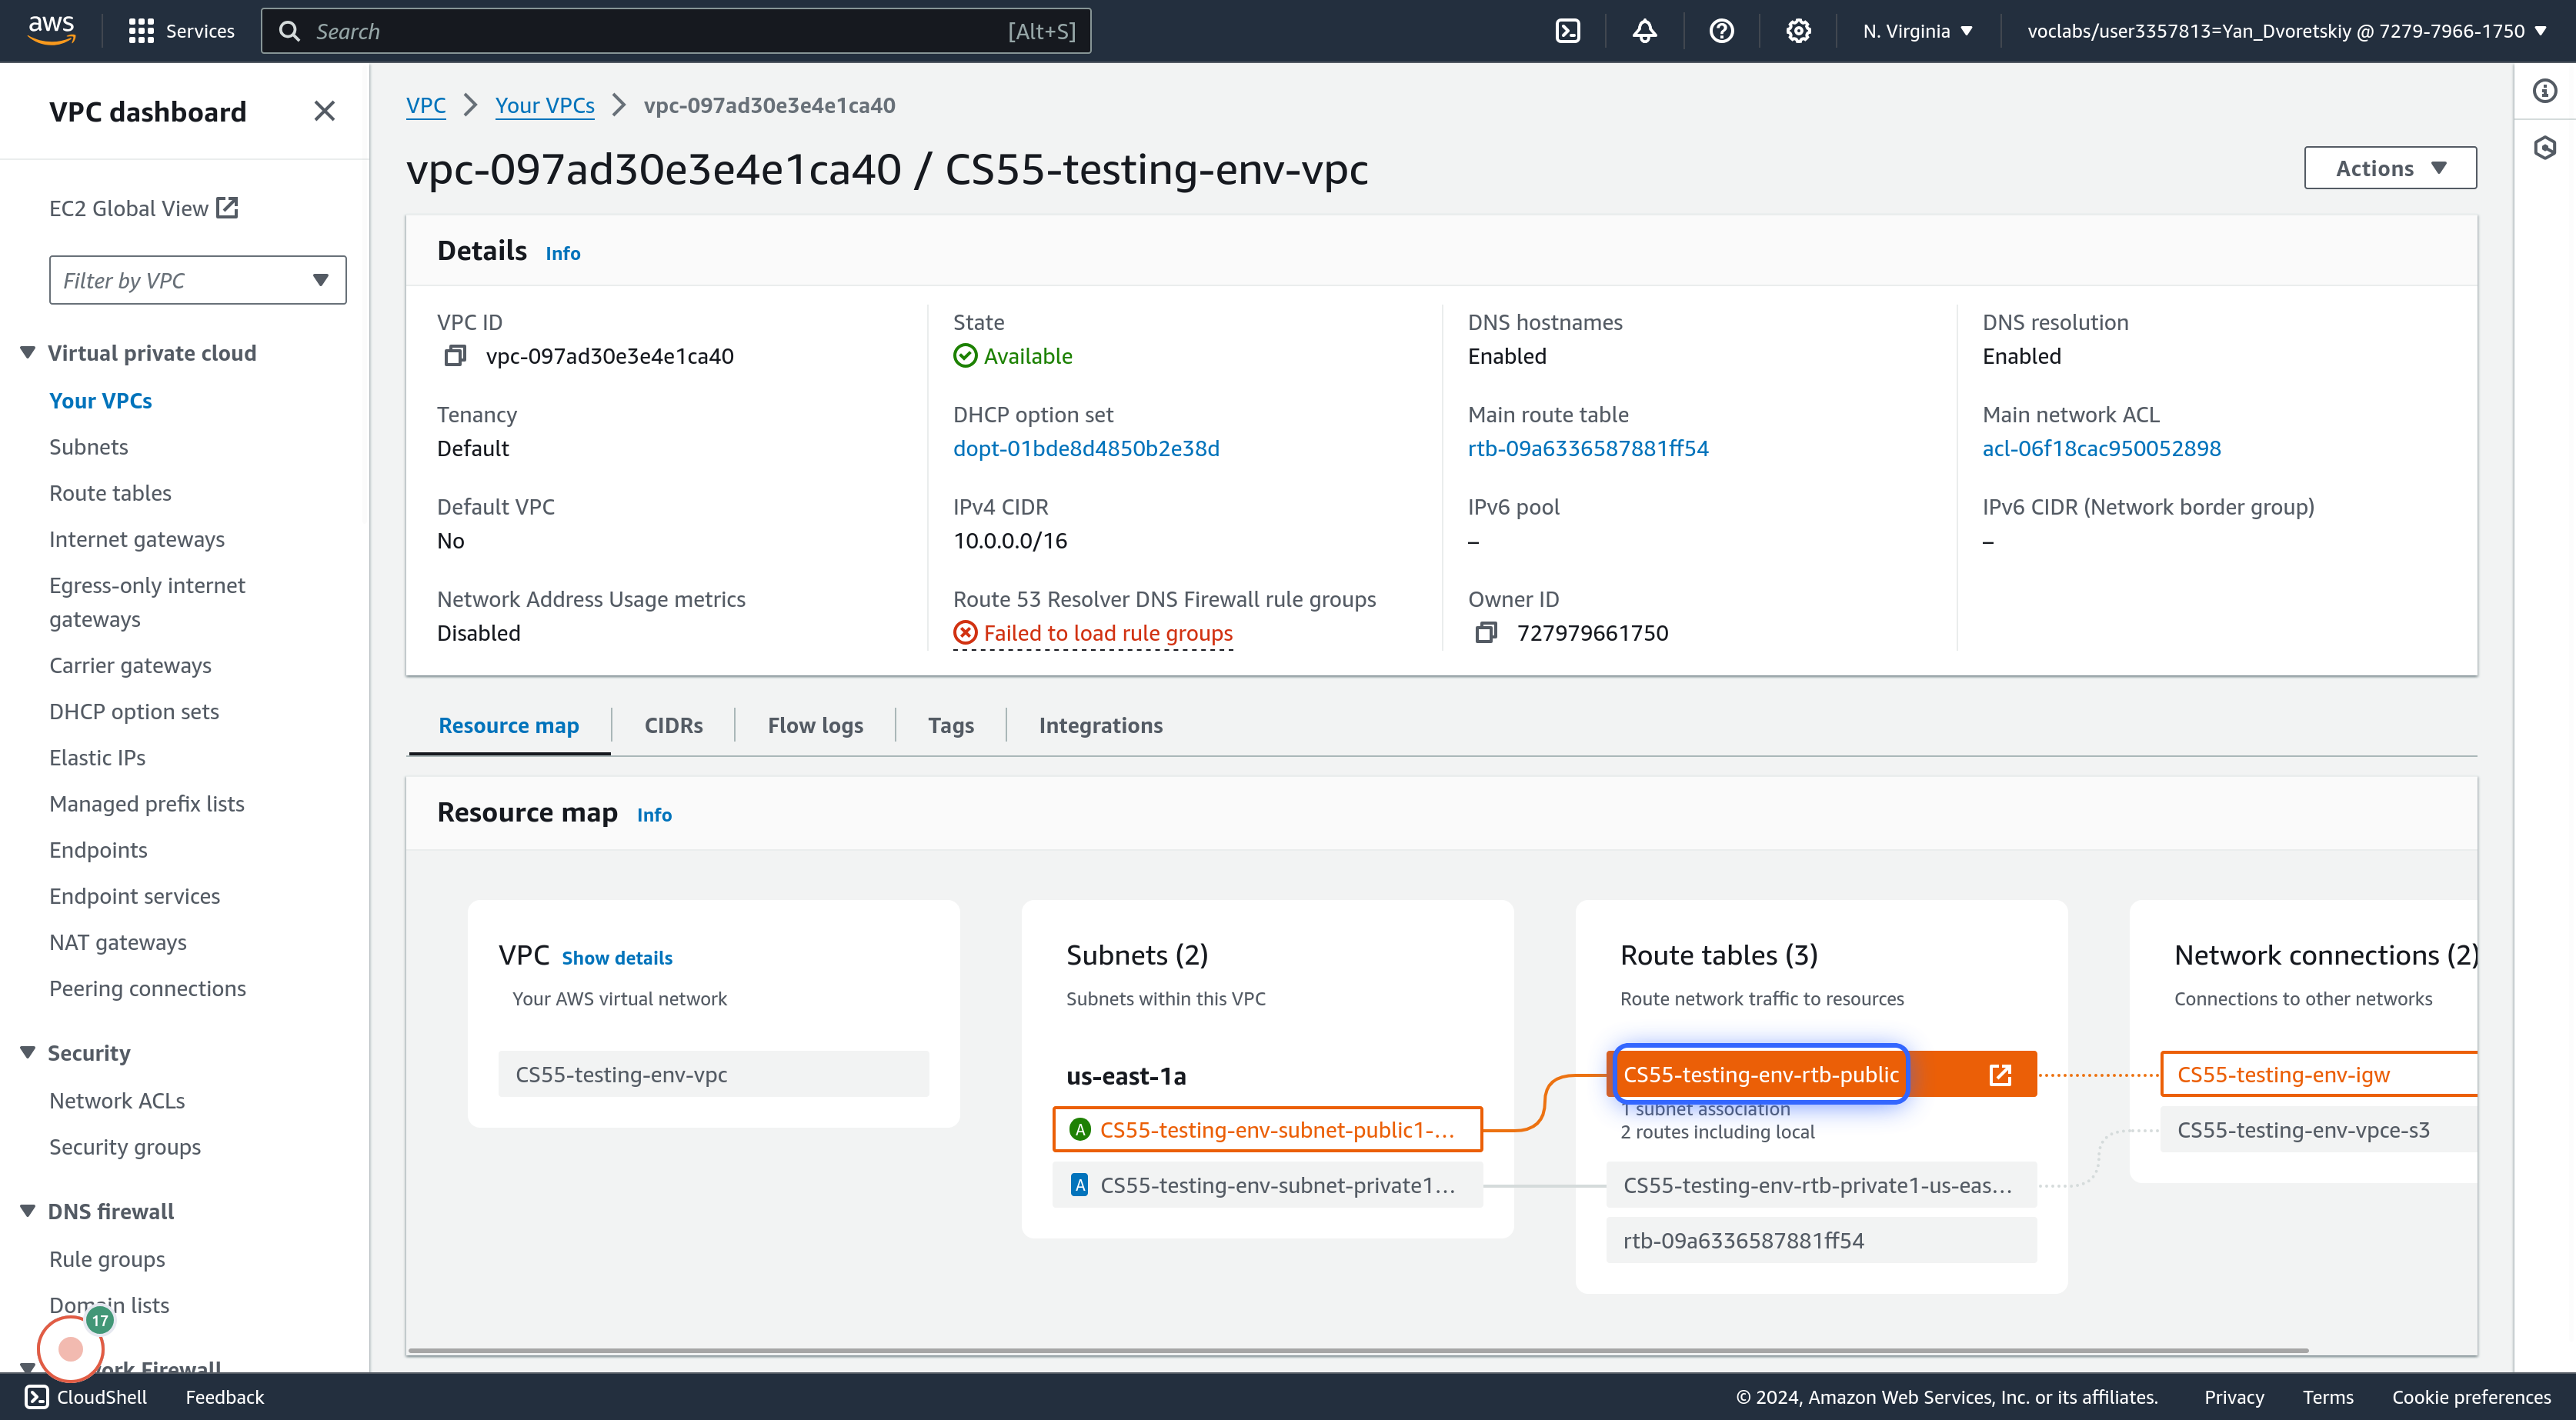 aws
Services
Search
[Alt+S]
N. Virginia
voclabs/user3357813=Yan_Dvoretskiy @ 7279-7966-1750
VPC dashboard
EC2 Global View
Filter by VPC
Virtual private cloud
Your VPCs
Subnets
Route tables
Internet gateways
Egress-only internet
gateways
Carrier gateways
DHCP option sets
Elastic IPs
Managed prefix lists
Endpoints
Endpoint services
NAT gateways
Peering connections
Security
Network ACLs
Security groups
DNS firewall
Rule groups
Domain lists
17
ork Firewall
VPC
Your VPCs
vpc-097ad30e3e4e1ca40
vpc-097ad30e3e4e1ca40 / CS55-testing-env-vpc
Actions
Details
Info
VPC ID
vpc-097ad30e3e4e1ca40
State
Available
DNS hostnames
Enabled
DNS resolution
Enabled
Tenancy
Default
DHCP option set
dopt-01bde8d4850b2e38d
Main route table
rtb-09a6336587881ff54
Main network ACL
acl-06f18cac950052898
Default VPC
No
IPv4 CIDR
10.0.0.0/16
IPv6 pool
–
IPv6 CIDR (Network border group)
–
Network Address Usage metrics
Disabled
Route 53 Resolver DNS Firewall rule groups
Failed to load rule groups
Owner ID
727979661750
Resource map
CIDRs
Flow logs
Tags
Integrations
Resource map
Info
VPC
Show details
Your AWS virtual network
CS55-testing-env-vpc
Subnets (2)
Subnets within this VPC
us-east-1a
A CS55-testing-env-subnet-public1-...
A CS55-testing-env-subnet-private1...
Route tables (3)
Route network traffic to resources
CS55-testing-env-rtb-public
1 subnet association
2 routes including local
CS55-testing-env-rtb-private1-us-eas...
rtb-09a6336587881ff54
Network connections (2)
Connections to other networks
CS55-testing-env-igw
CS55-testing-env-vpce-s3
CloudShell
Feedback
© 2024, Amazon Web Services, Inc. or its affiliates.
Privacy
Terms
Cookie preferences